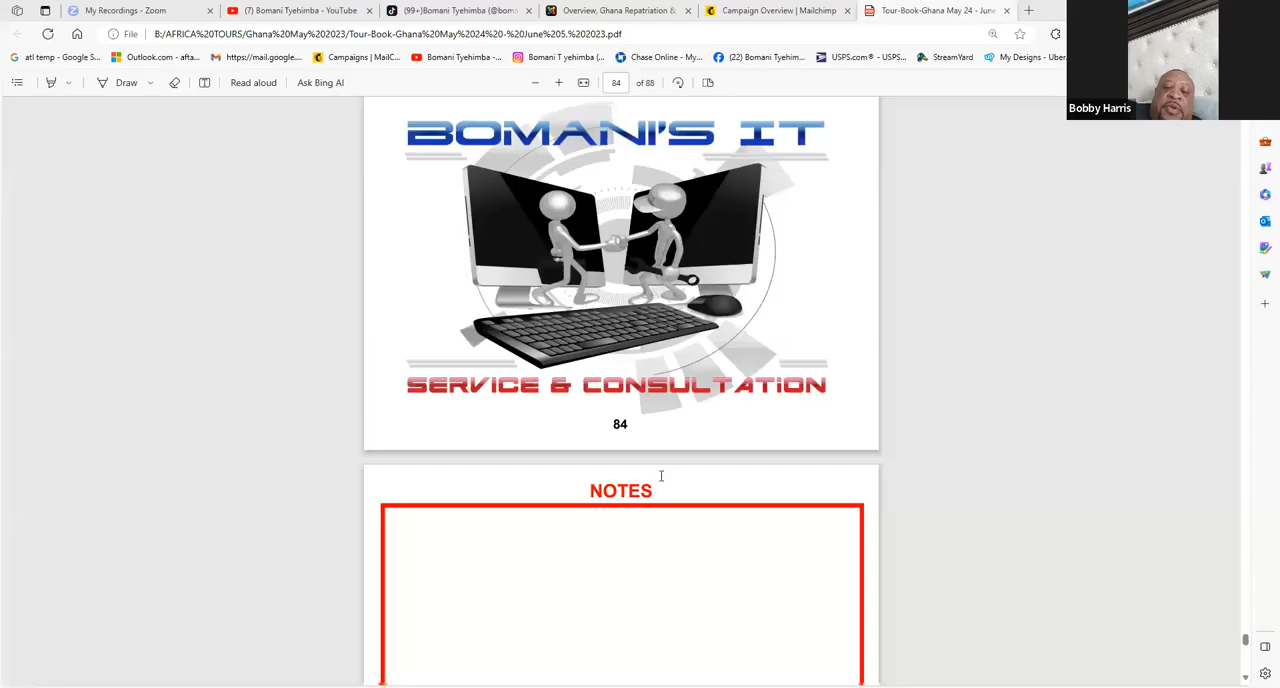 My Recordings - Zoom
(7) Bomani Tyehimba - YouTube
(99+)Bomani Tyehimba (@boma
Overview, Ghana Repatriation &
Campaign Overview | Mailchimp
Tour-Book-Ghana May 24 - June
File
B:/AFRICA%20TOURS/Ghana%20May%202023/Tour-Book-Ghana%20May%2024%20-%20June%205.%202023.pdf
atl temp - Google S...
Outlook.com - afta...
https://mail.google....
Campaigns | MailC...
Bomani Tyehimba -...
Bomani T yehimba (...
Chase Online - My...
(22) Bomani Tyehim...
USPS.com® - USPS...
StreamYard
My Designs - Uber
Draw
Read aloud
Ask Bing AI
84
of 88
Bobby Harris
BOMANI'S IT
SERVICE & CONSULTATION
84
NOTES